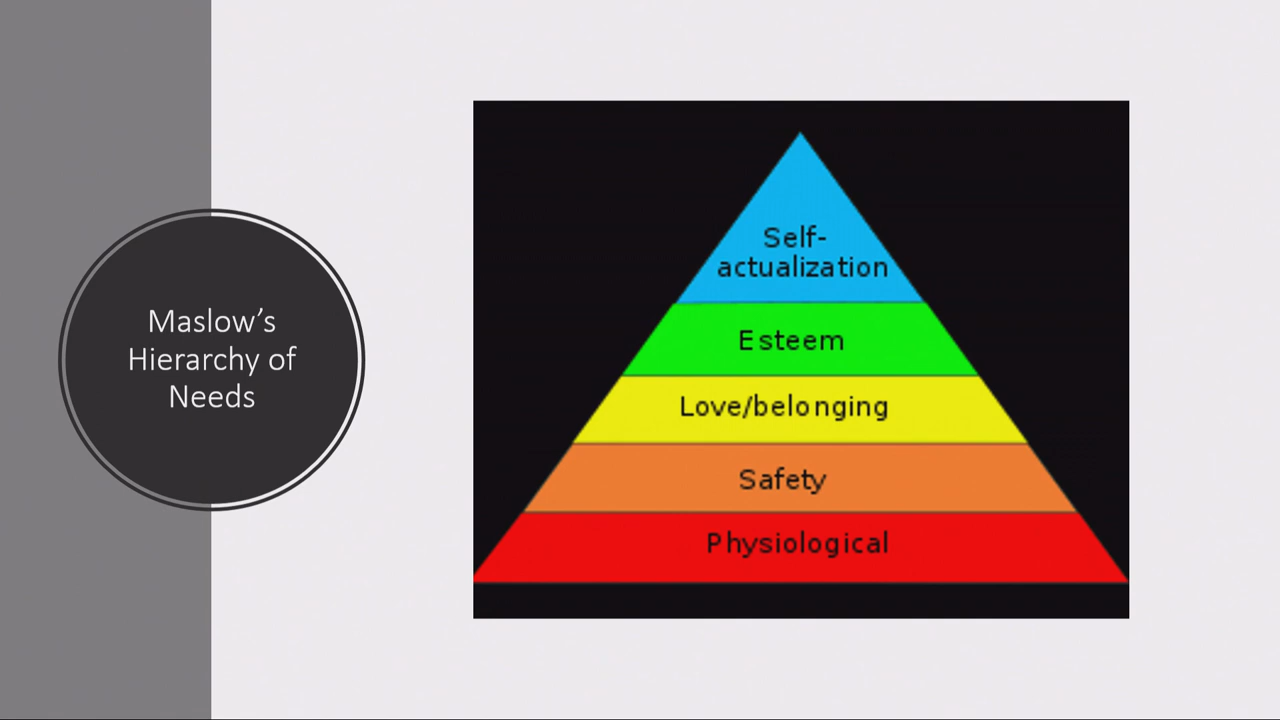 Maslow’s
Hierarchy of
Needs
Self-
actualization
Esteem
Love/belonging
Safety
Physiological